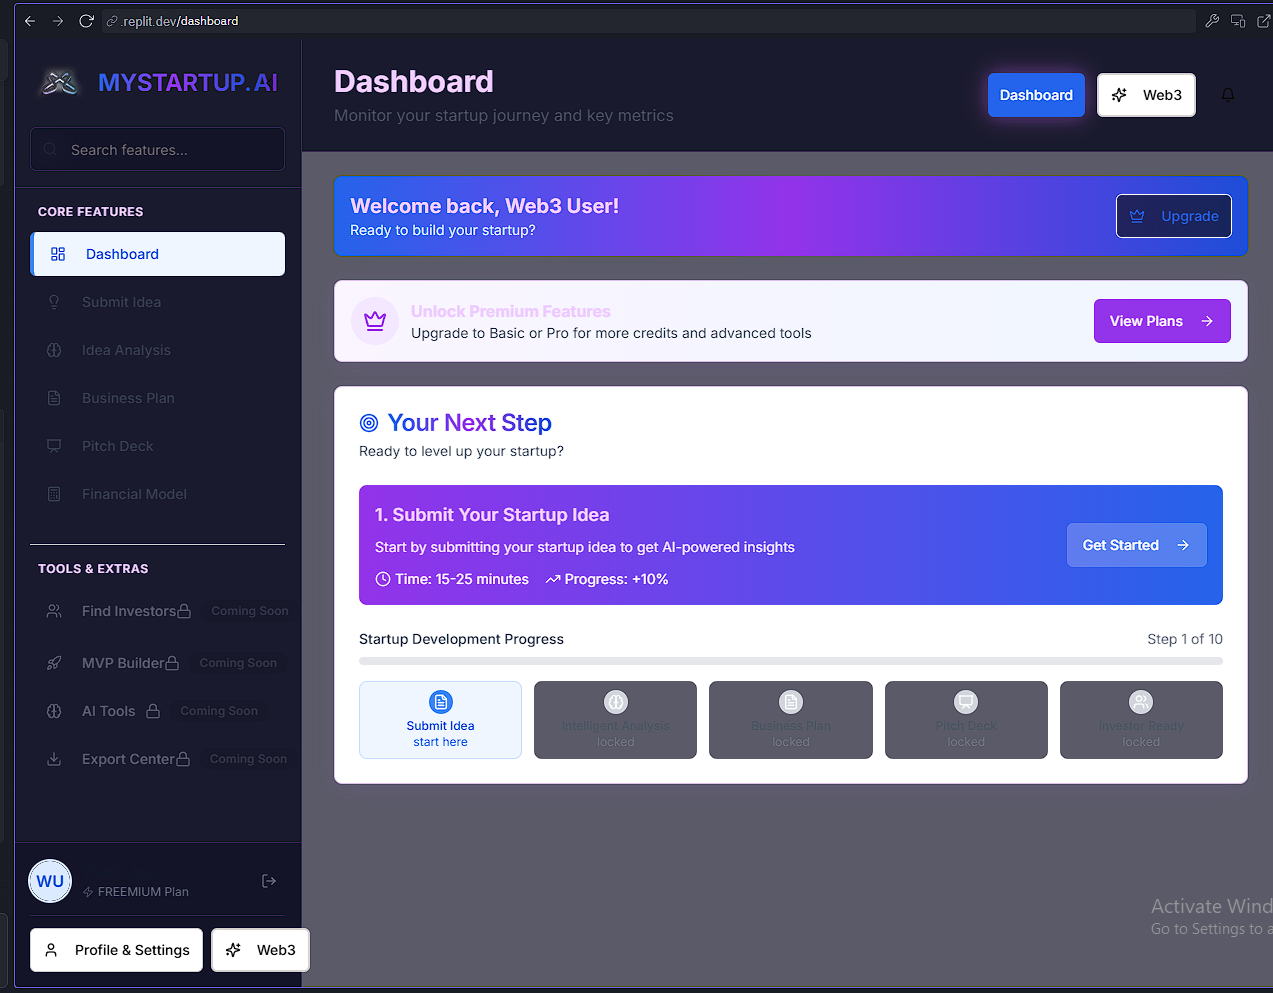 .replit.dev/dashboard
MYSTARTUP.AI
Search features...
CORE FEATURES
Dashboard
Submit Idea
Idea Analysis
Business Plan
Pitch Deck
Financial Model
TOOLS & EXTRAS
Find Investors Coming Soon
MVP Builder Coming Soon
AI Tools Coming Soon
Export Center Coming Soon
WU
FREEMIUM Plan
Profile & Settings
Web3
Dashboard
Monitor your startup journey and key metrics
Dashboard
Web3
Welcome back, Web3 User!
Ready to build your startup?
Upgrade
Unlock Premium Features
Upgrade to Basic or Pro for more credits and advanced tools
View Plans
Your Next Step
Ready to level up your startup?
1. Submit Your Startup Idea
Start by submitting your startup idea to get AI-powered insights
Time: 15-25 minutes Progress: +10%
Get Started
Startup Development Progress
Step 1 of 10
Submit Idea
start here
Intelligent Analysis
locked
Business Plan
locked
Pitch Deck
locked
Investor Ready
locked
Activate Wind
Go to Settings to a